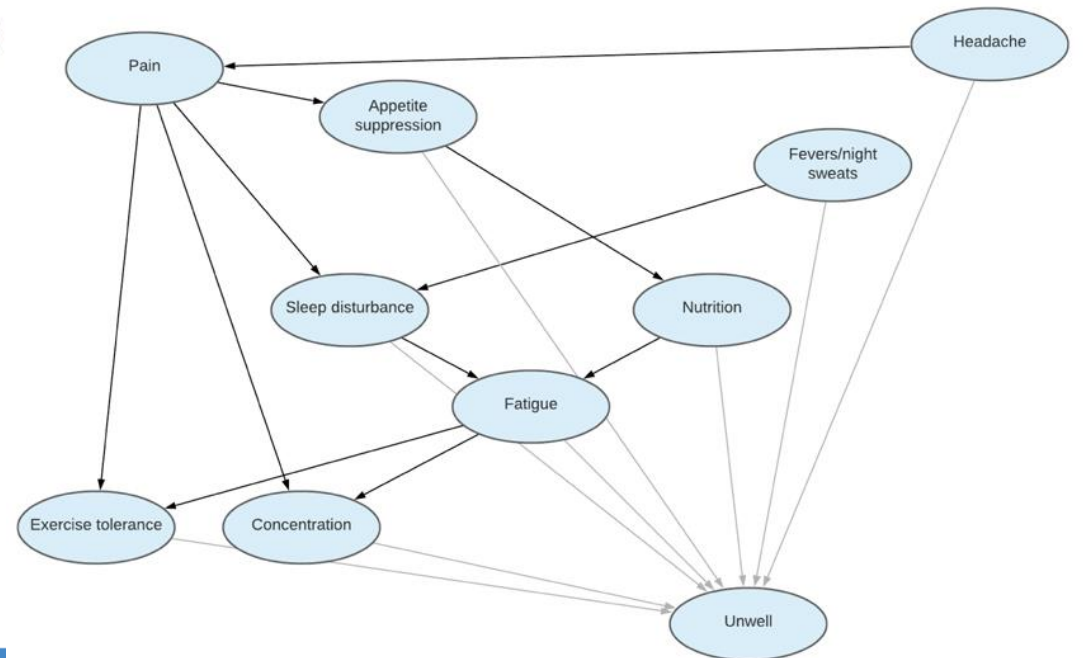 Headache
Pain
Appetite
suppression
Fevers/night
sweats
Sleep disturbance
Nutrition
Fatigue
Exercise tolerance
Concentration
Unwell